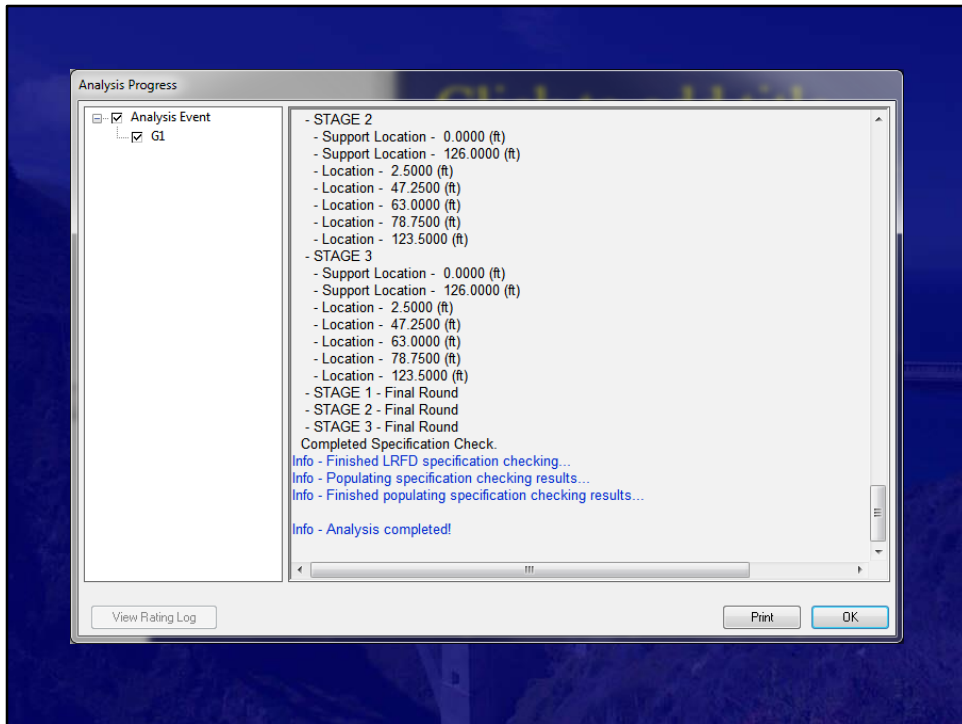 Analysis Progress
Analysis Event
G1
- STAGE 2
- Support Location - 0.0000 (ft)
- Support Location - 126.0000 (ft)
- Location - 2.5000 (ft)
- Location - 47.2500 (ft)
- Location - 63.0000 (ft)
- Location - 78.7500 (ft)
- Location - 123.5000 (ft)
- STAGE 3
- Support Location - 0.0000 (ft)
- Support Location - 126.0000 (ft)
- Location - 2.5000 (ft)
- Location - 47.2500 (ft)
- Location - 63.0000 (ft)
- Location - 78.7500 (ft)
- Location - 123.5000 (ft)
- STAGE 1 - Final Round
- STAGE 2 - Final Round
- STAGE 3 - Final Round
Completed Specification Check.
Info - Finished LRFD specification checking...
Info - Populating specification checking results...
Info - Finished populating specification checking results...
Info - Analysis completed!
View Rating Log
Print
OK